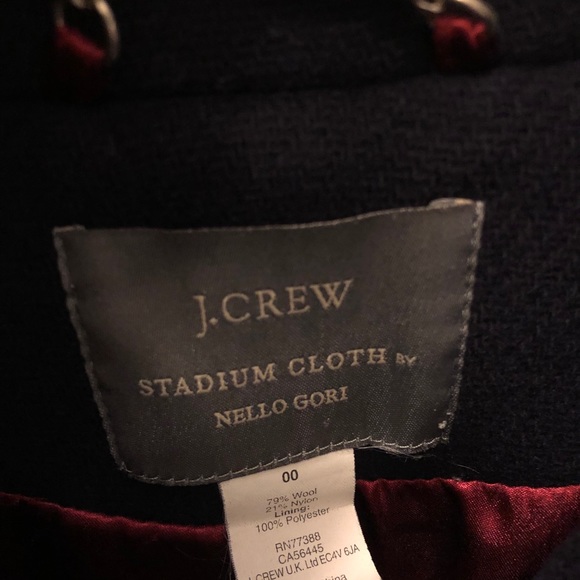 J.CREW
STADIUM CLOTH BY
NELLO GORI
00
79% Wool
21% Nylon
Lining:
100% Polyester
RN77388
CA56445
J.CREW U.K. Ltd EC4V 6JA
China